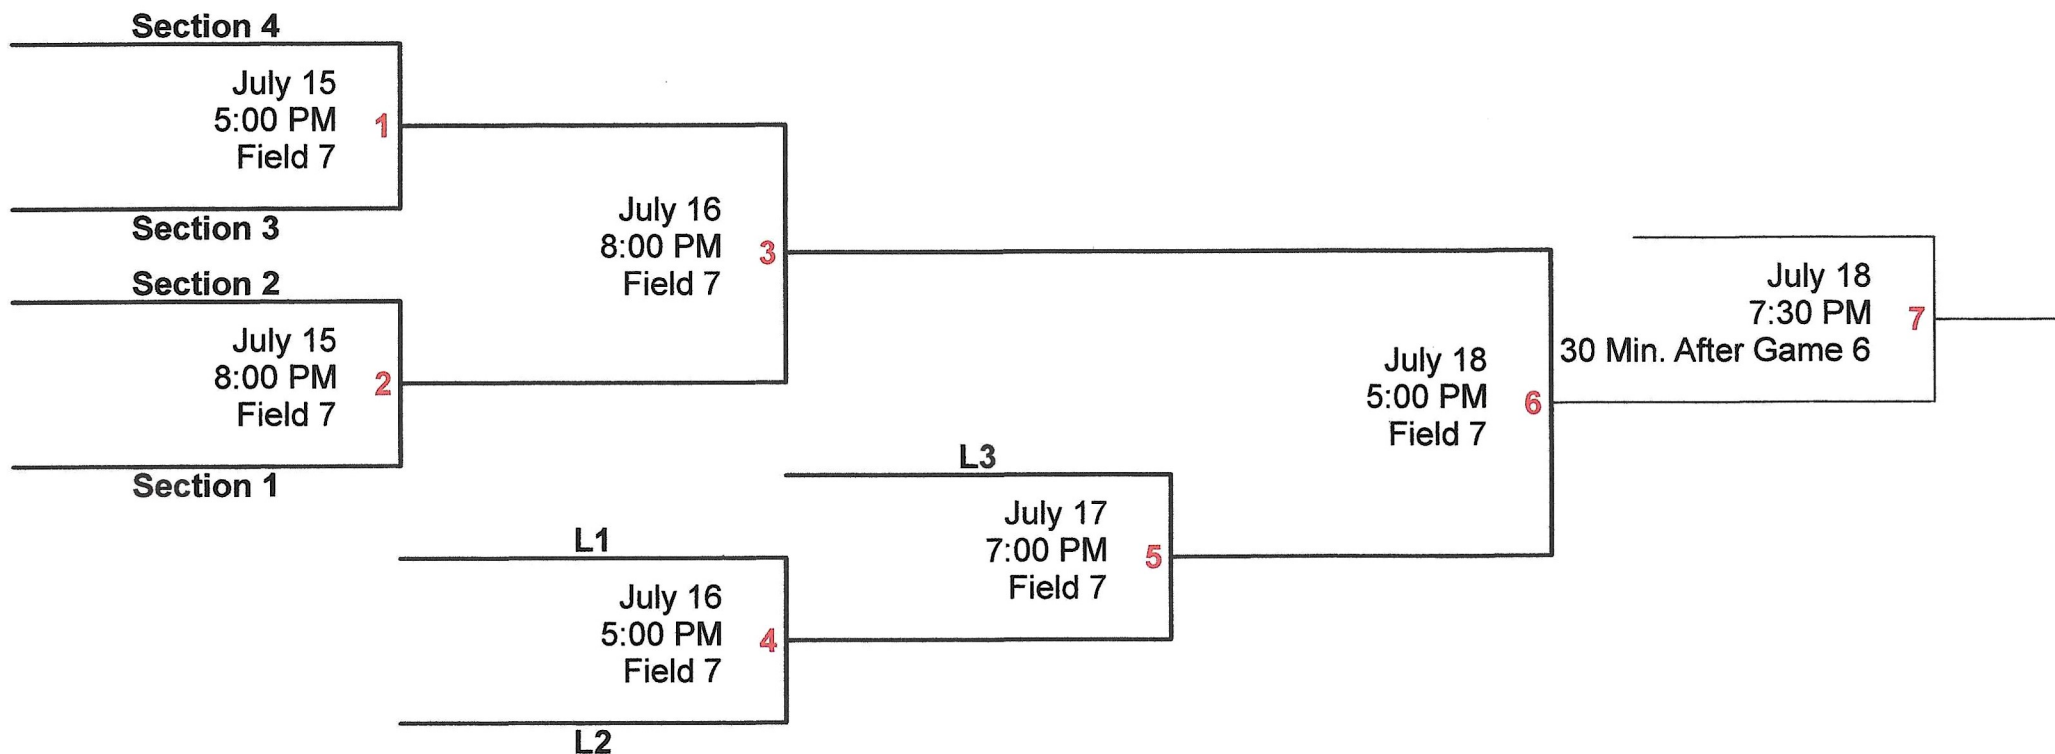 Section 4
July 15
5:00 PM
1
Field 7
Section 3
Section 2
July 15
8:00 PM
2
Field 7
Section 1
July 16
8:00 PM
3
Field 7
L1
July 16
5:00 PM
4
Field 7
L2
L3
July 17
7:00 PM
5
Field 7
July 18
5:00 PM
6
Field 7
July 18
7:30 PM
7
30 Min. After Game 6